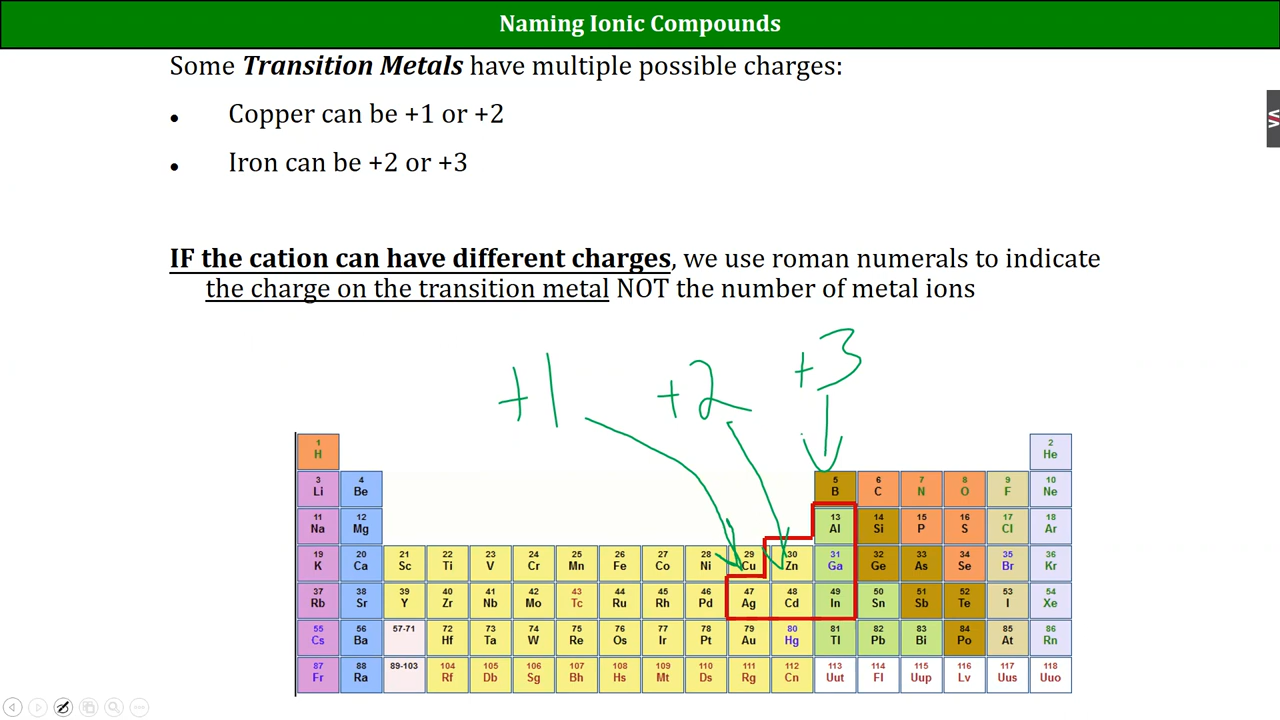 Naming Ionic Compounds
Some Transition Metals have multiple possible charges:
• Copper can be +1 or +2
• Iron can be +2 or +3
IF the cation can have different charges, we use roman numerals to indicate
the charge on the transition metal NOT the number of metal ions
+1 +2 +3
1 2
H He
3 4 5 6 7 8 9 10
Li Be B C N O F Ne
11 12 13 14 15 16 17 18
Na Mg Al Si P S Cl Ar
19 20 21 22 23 24 25 26 27 28 29 30 31 32 33 34 35 36
K Ca Sc Ti V Cr Mn Fe Co Ni Cu Zn Ga Ge As Se Br Kr
37 38 39 40 41 42 43 44 45 46 47 48 49 50 51 52 53 54
Rb Sr Y Zr Nb Mo Tc Ru Rh Pd Ag Cd In Sn Sb Te I Xe
55 56 57-71 72 73 74 75 76 77 78 79 80 81 82 83 84 85 86
Cs Ba Hf Ta W Re Os Ir Pt Au Hg Tl Pb Bi Po At Rn
87 88 89-103 104 105 106 107 108 109 110 111 112 113 114 115 116 117 118
Fr Ra Rf Db Sg Bh Hs Mt Ds Rg Cn Uut Fl Uup Lv Uus Uuo